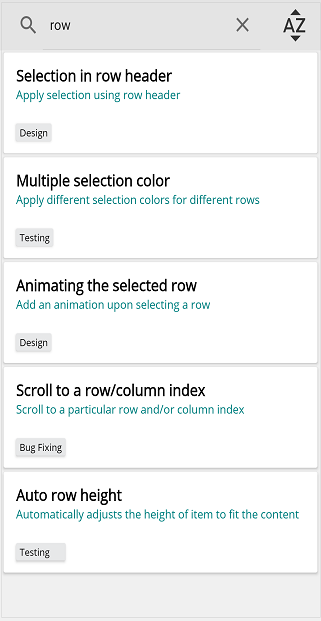 row
AZ
Selection in row header
Apply selection using row header
Design
Multiple selection color
Apply different selection colors for different rows
Testing
Animating the selected row
Add an animation upon selecting a row
Design
Scroll to a row/column index
Scroll to a particular row and/or column index
Bug Fixing
Auto row height
Automatically adjusts the height of item to fit the content
Testing